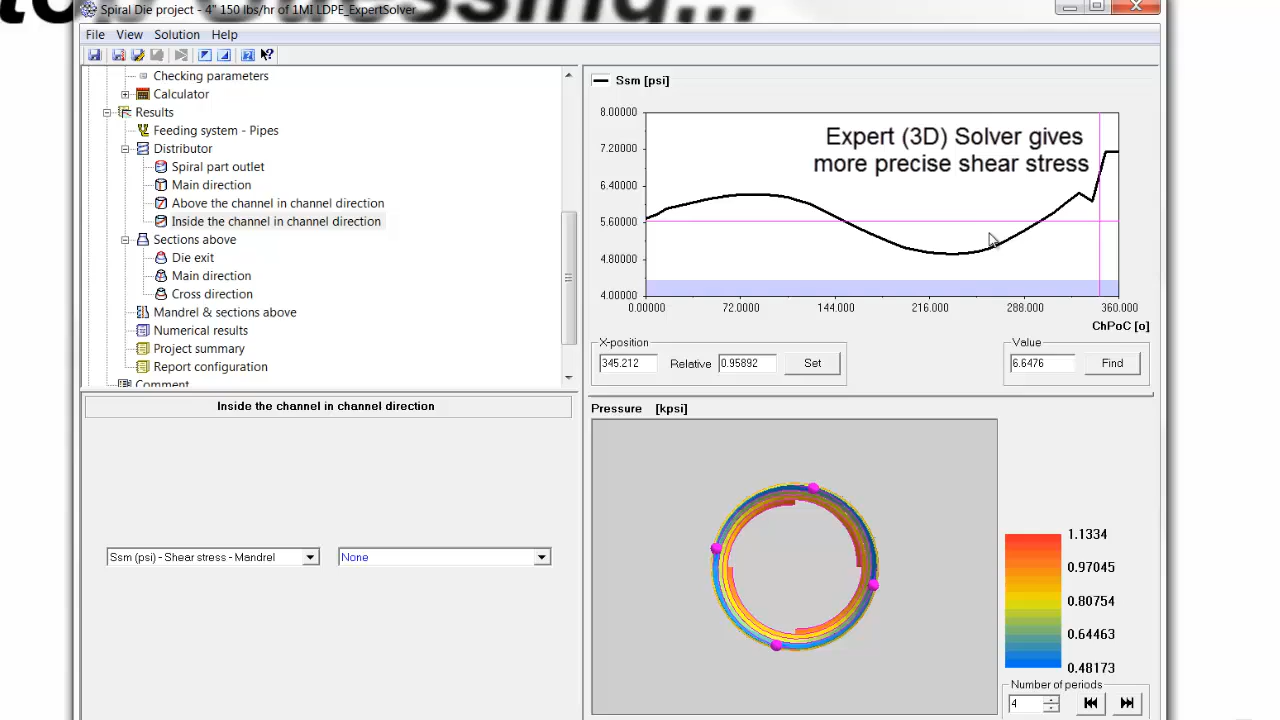 Spiral Die project - 4" 150 lbs/hr of 1MI LDPE_ExpertSolver
File View Solution Help
Checking parameters
Calculator
Results
Feeding system - Pipes
Distributor
Spiral part outlet
Main direction
Above the channel in channel direction
Inside the channel in channel direction
Sections above
Die exit
Main direction
Cross direction
Mandrel & sections above
Numerical results
Project summary
Report configuration
Comment
Inside the channel in channel direction
Ssm (psi) - Shear stress - Mandrel
None
Ssm [psi]
Expert (3D) Solver gives
more precise shear stress
8.00000
7.20000
6.40000
5.60000
4.80000
4.00000
0.00000 72.0000 144.000 216.000 288.000 360.000
ChPoC [o]
X-position
345.212 Relative 0.95892 Set
Value
6.6476 Find
Pressure [kpsi]
1.1334
0.97045
0.80754
0.64463
0.48173
Number of periods
4